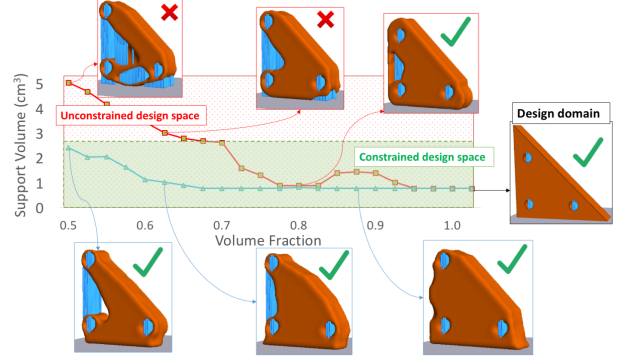 Support Volume (cm³)
5
4
3
2
1
0
Unconstrained design space
Constrained design space
Design domain
0.5
0.6
0.7
0.8
0.9
1.0
Volume Fraction